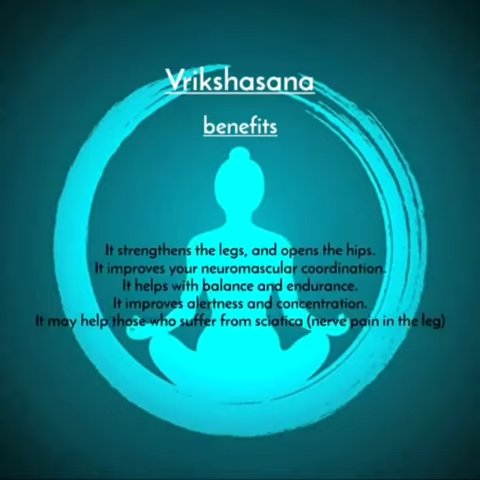 Vrikshasana
benefits
It strengthens the legs, and opens the hips.
It improves your neuromascular coordination.
It helps with balance and endurance.
It improves alertness and concentration.
It may help those who suffer from sciatica (nerve pain in the leg)